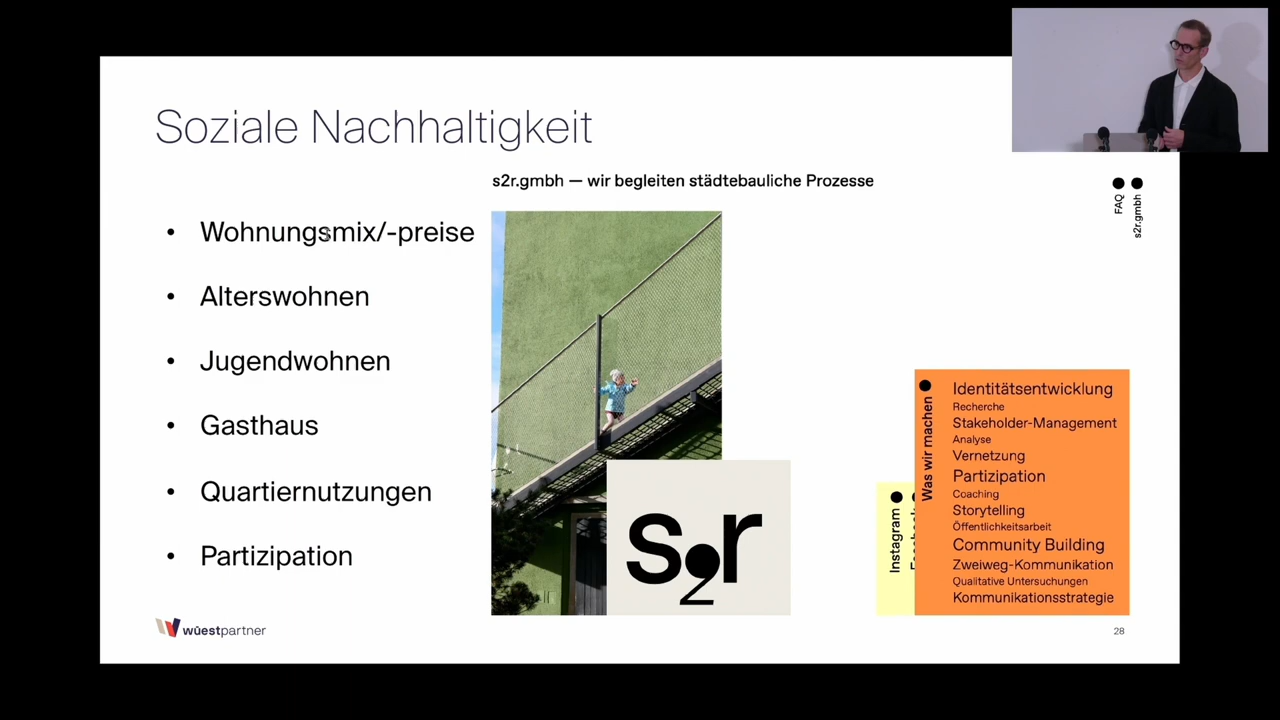 Soziale Nachhaltigkeit
s2r.gmbh — wir begleiten städtebauliche Prozesse
FAQ
s2r.gmbh
• Wohnungsmix/-preise
• Alterswohnen
• Jugendwohnen
• Gasthaus
• Quartiernutzungen
• Partizipation
s2r
Instagram
Was wir machen
Identitätsentwicklung
Recherche
Stakeholder-Management
Analyse
Vernetzung
Partizipation
Coaching
Storytelling
Öffentlichkeitsarbeit
Community Building
Zweiweg-Kommunikation
Qualitative Untersuchungen
Kommunikationsstrategie
wüestpartner
28